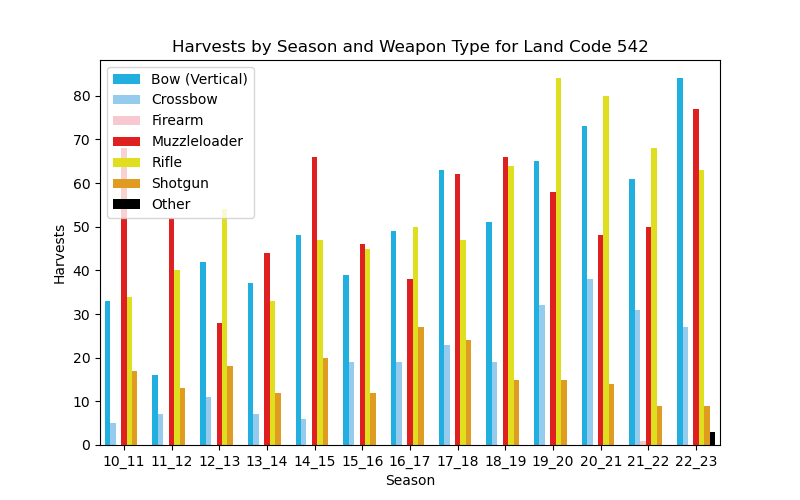 Harvests by Season and Weapon Type for Land Code 542
Bow (Vertical)
Crossbow
Firearm
Muzzleloader
Rifle
Shotgun
Other
80
70
60
50
40
30
20
10
0
Harvests
10_11 11_12 12_13 13_14 14_15 15_16 16_17 17_18 18_19 19_20 20_21 21_22 22_23
Season